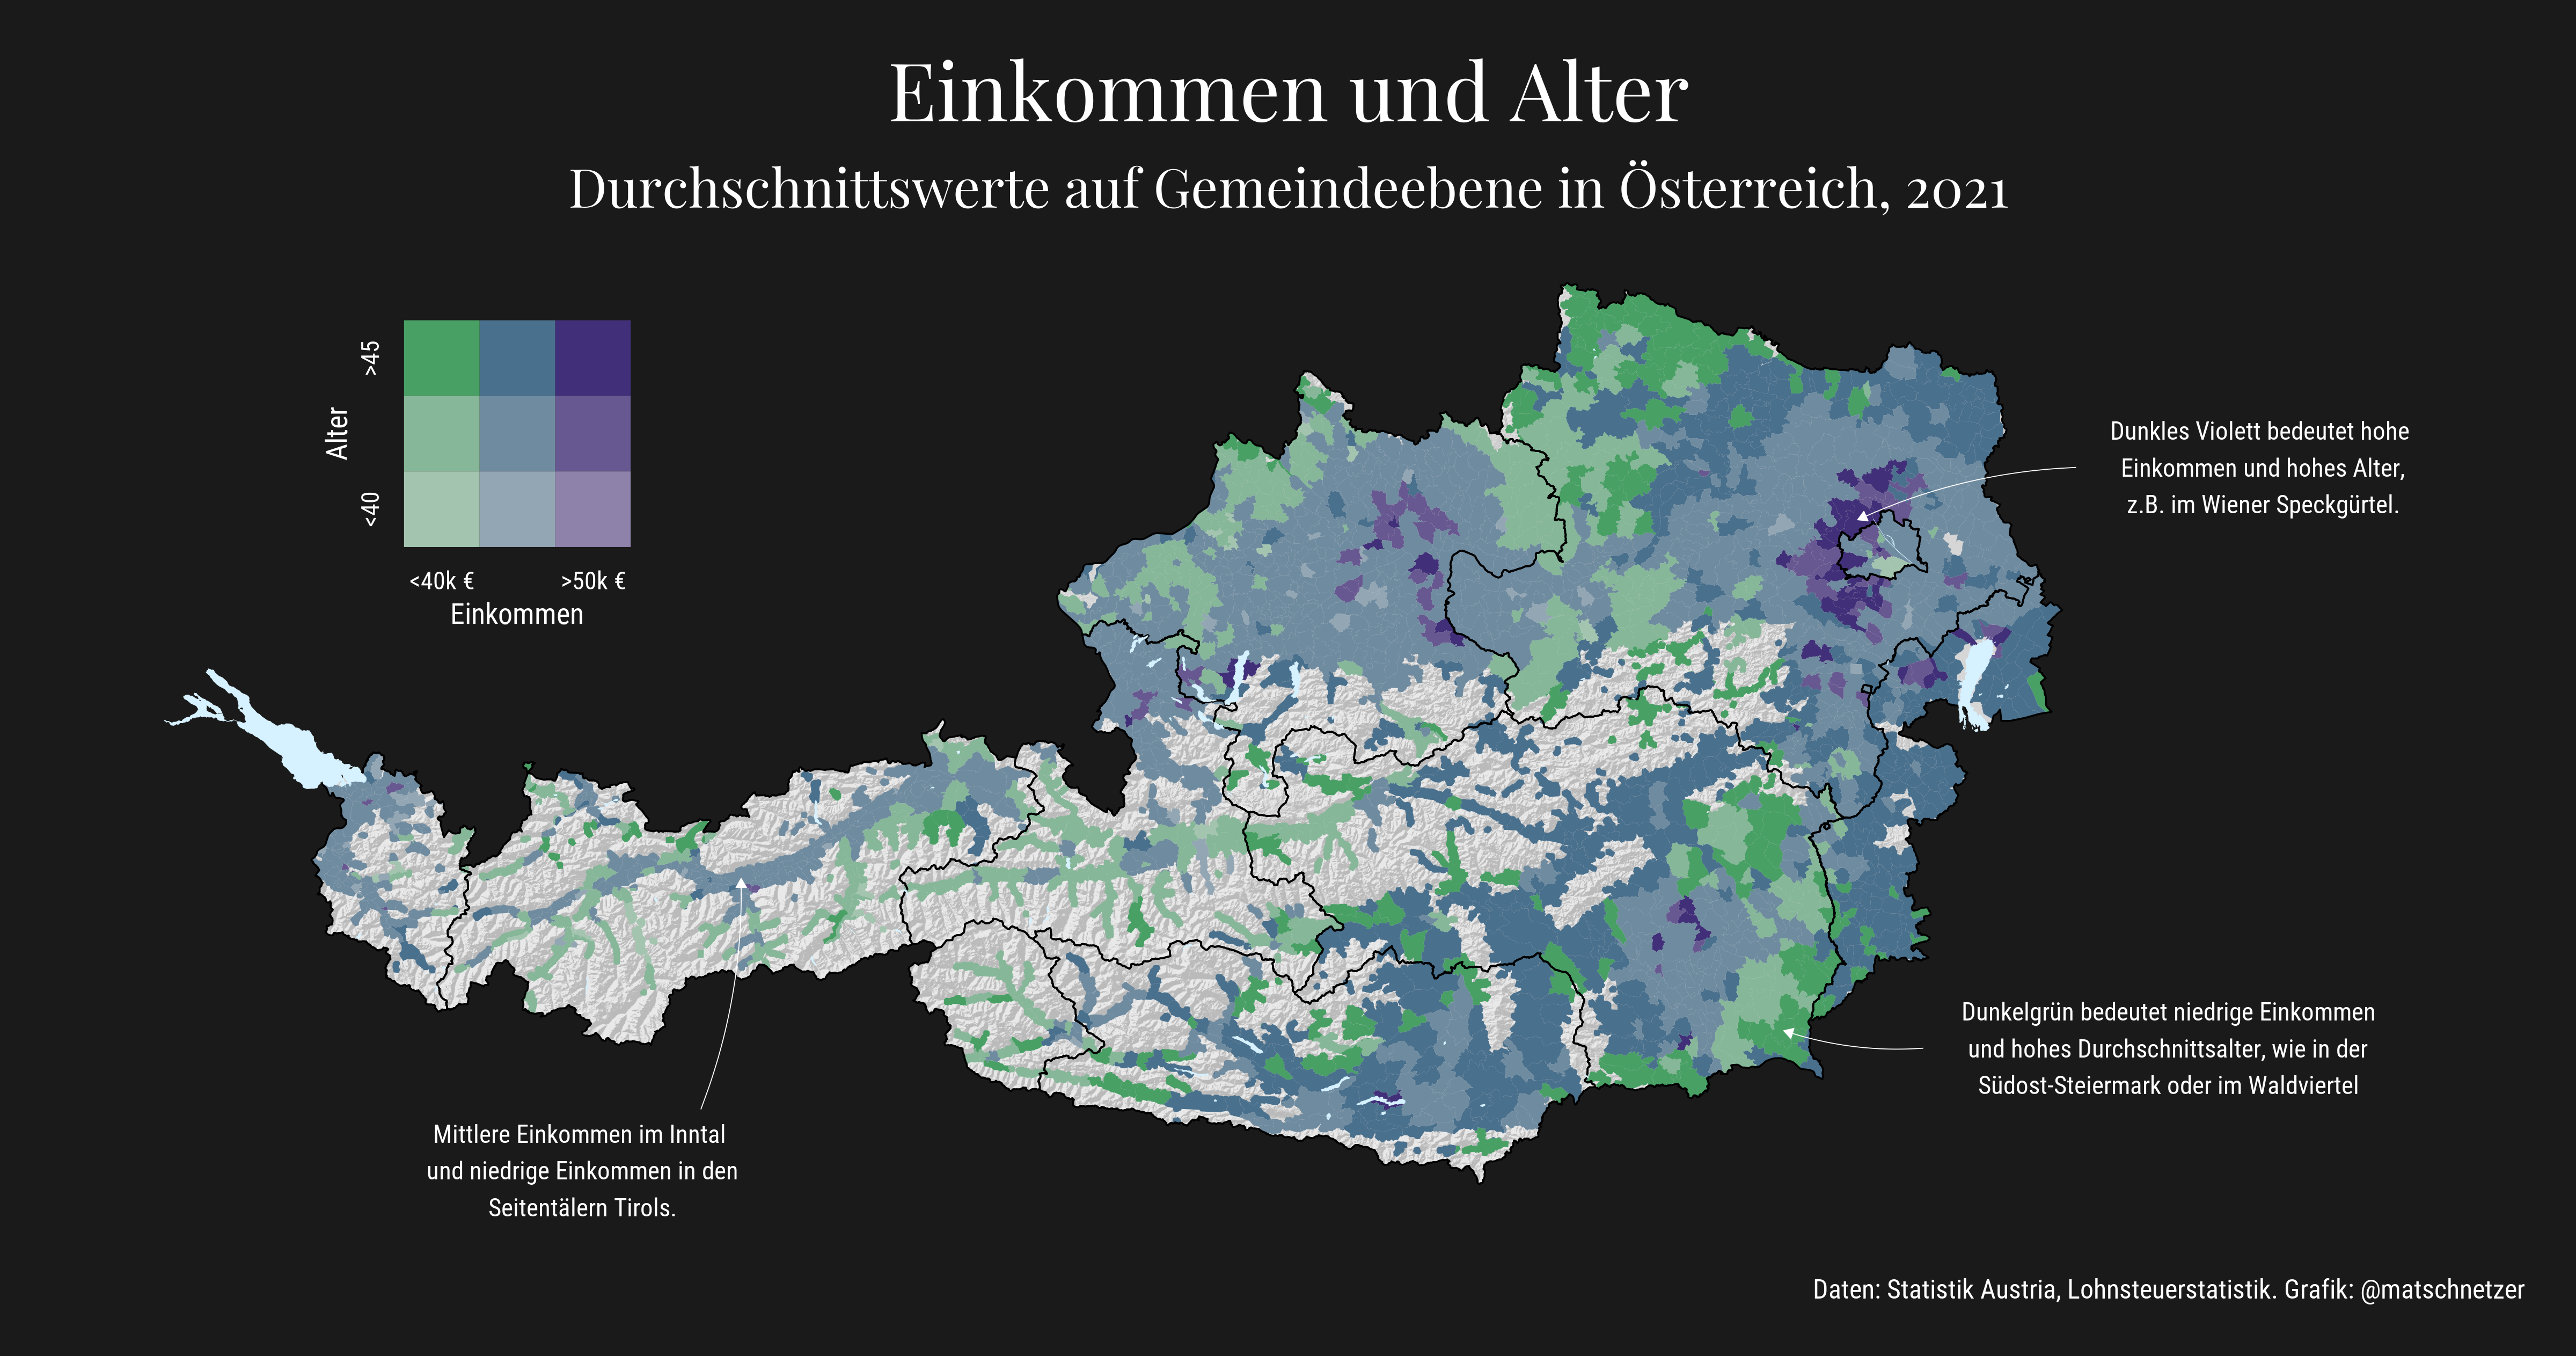 Einkommen und Alter
Durchschnittswerte auf Gemeindeebene in Österreich, 2021
>45
Alter
<40
<40k €
>50k €
Einkommen
Dunkles Violett bedeutet hohe
Einkommen und hohes Alter,
z.B. im Wiener Speckgürtel.
Dunkelgrün bedeutet niedrige Einkommen
und hohes Durchschnittsalter, wie in der
Südost-Steiermark oder im Waldviertel
Mittlere Einkommen im Inntal
und niedrige Einkommen in den
Seitentälern Tirols.
Daten: Statistik Austria, Lohnsteuerstatistik. Grafik: @matschnetzer